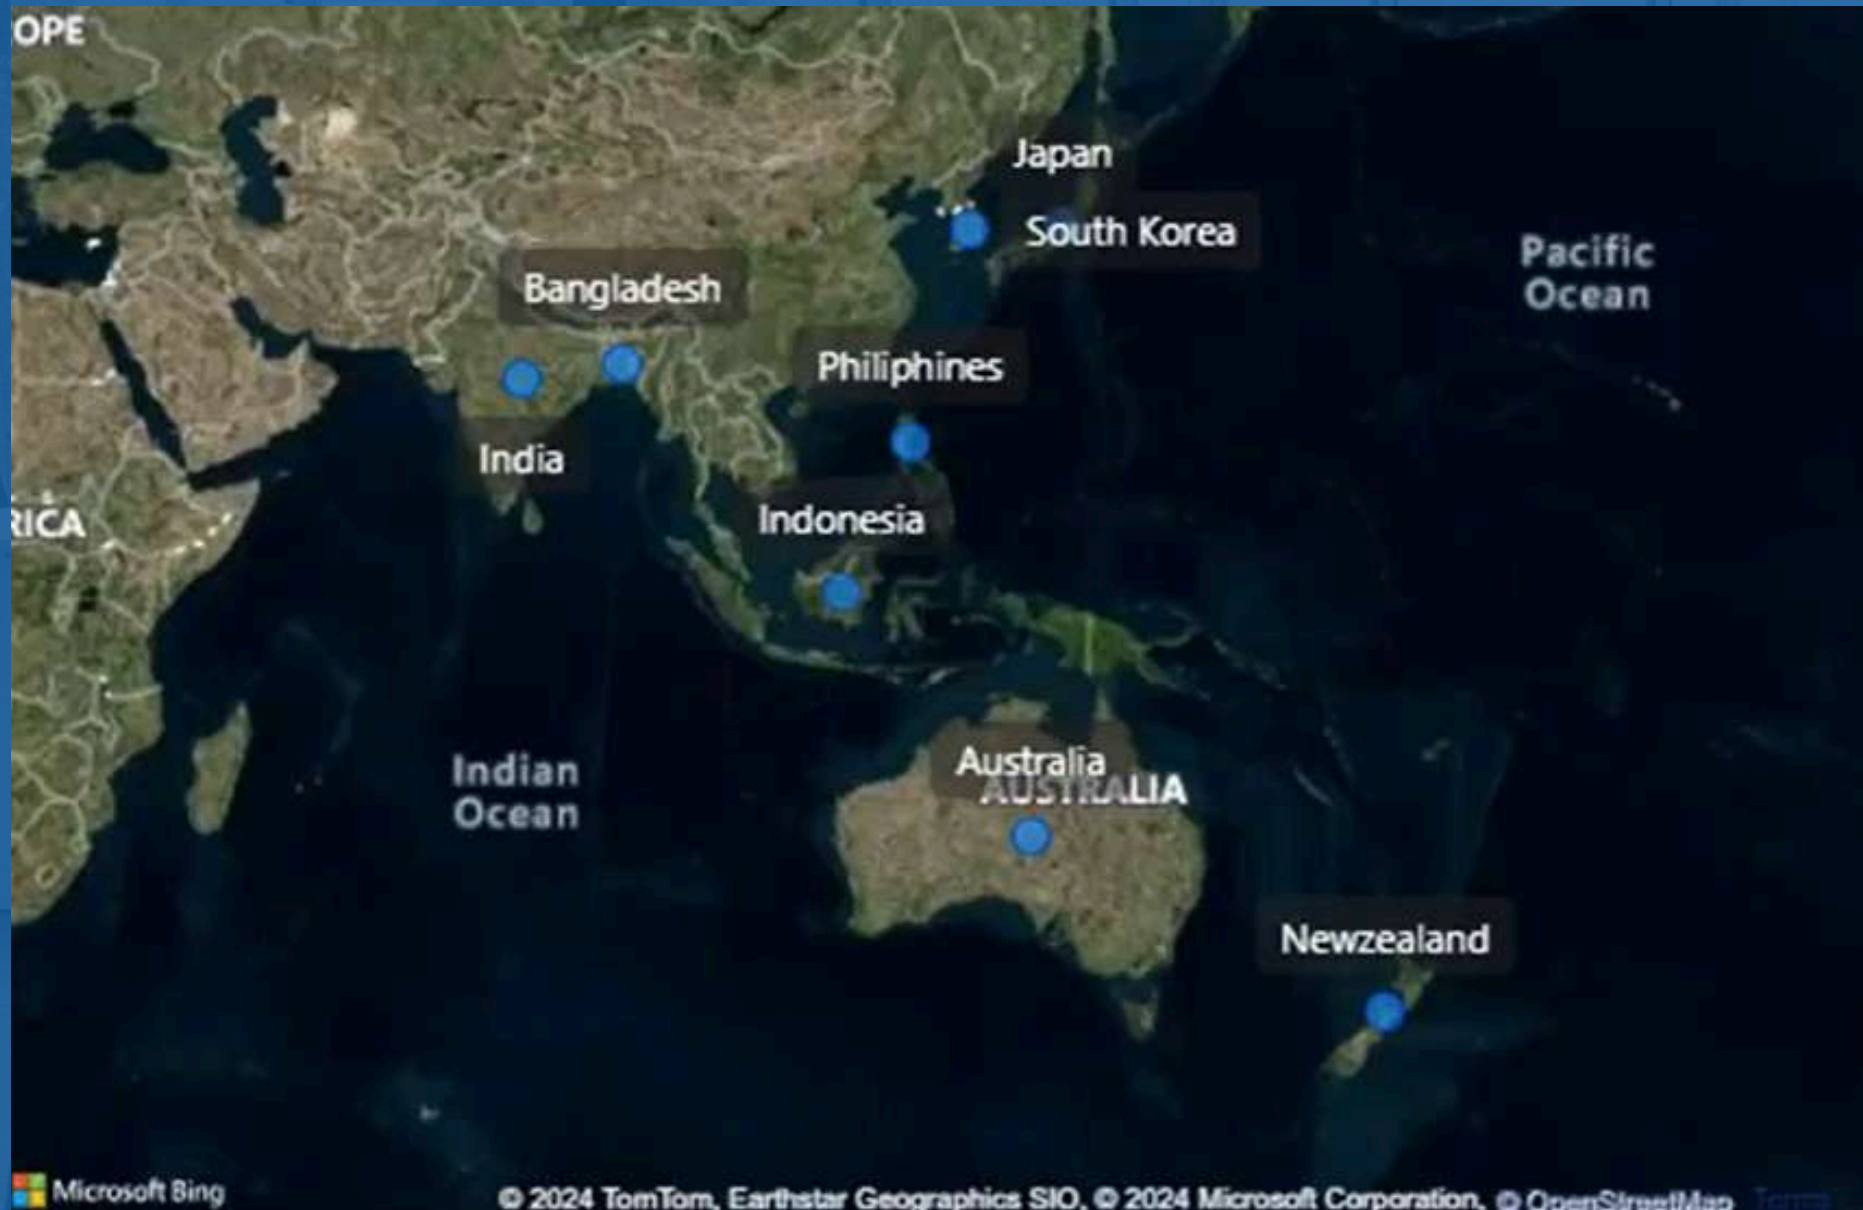 OPE
Japan
South Korea
Pacific
Ocean
Bangladesh
Philiphines
India
Indonesia
RICA
Australia
AUSTRALIA
Indian
Ocean
Newzealand
Microsoft Bing
© 2024 TomTom, Earthstar Geographics SIO, © 2024 Microsoft Corporation, © OpenStreetMap Terms